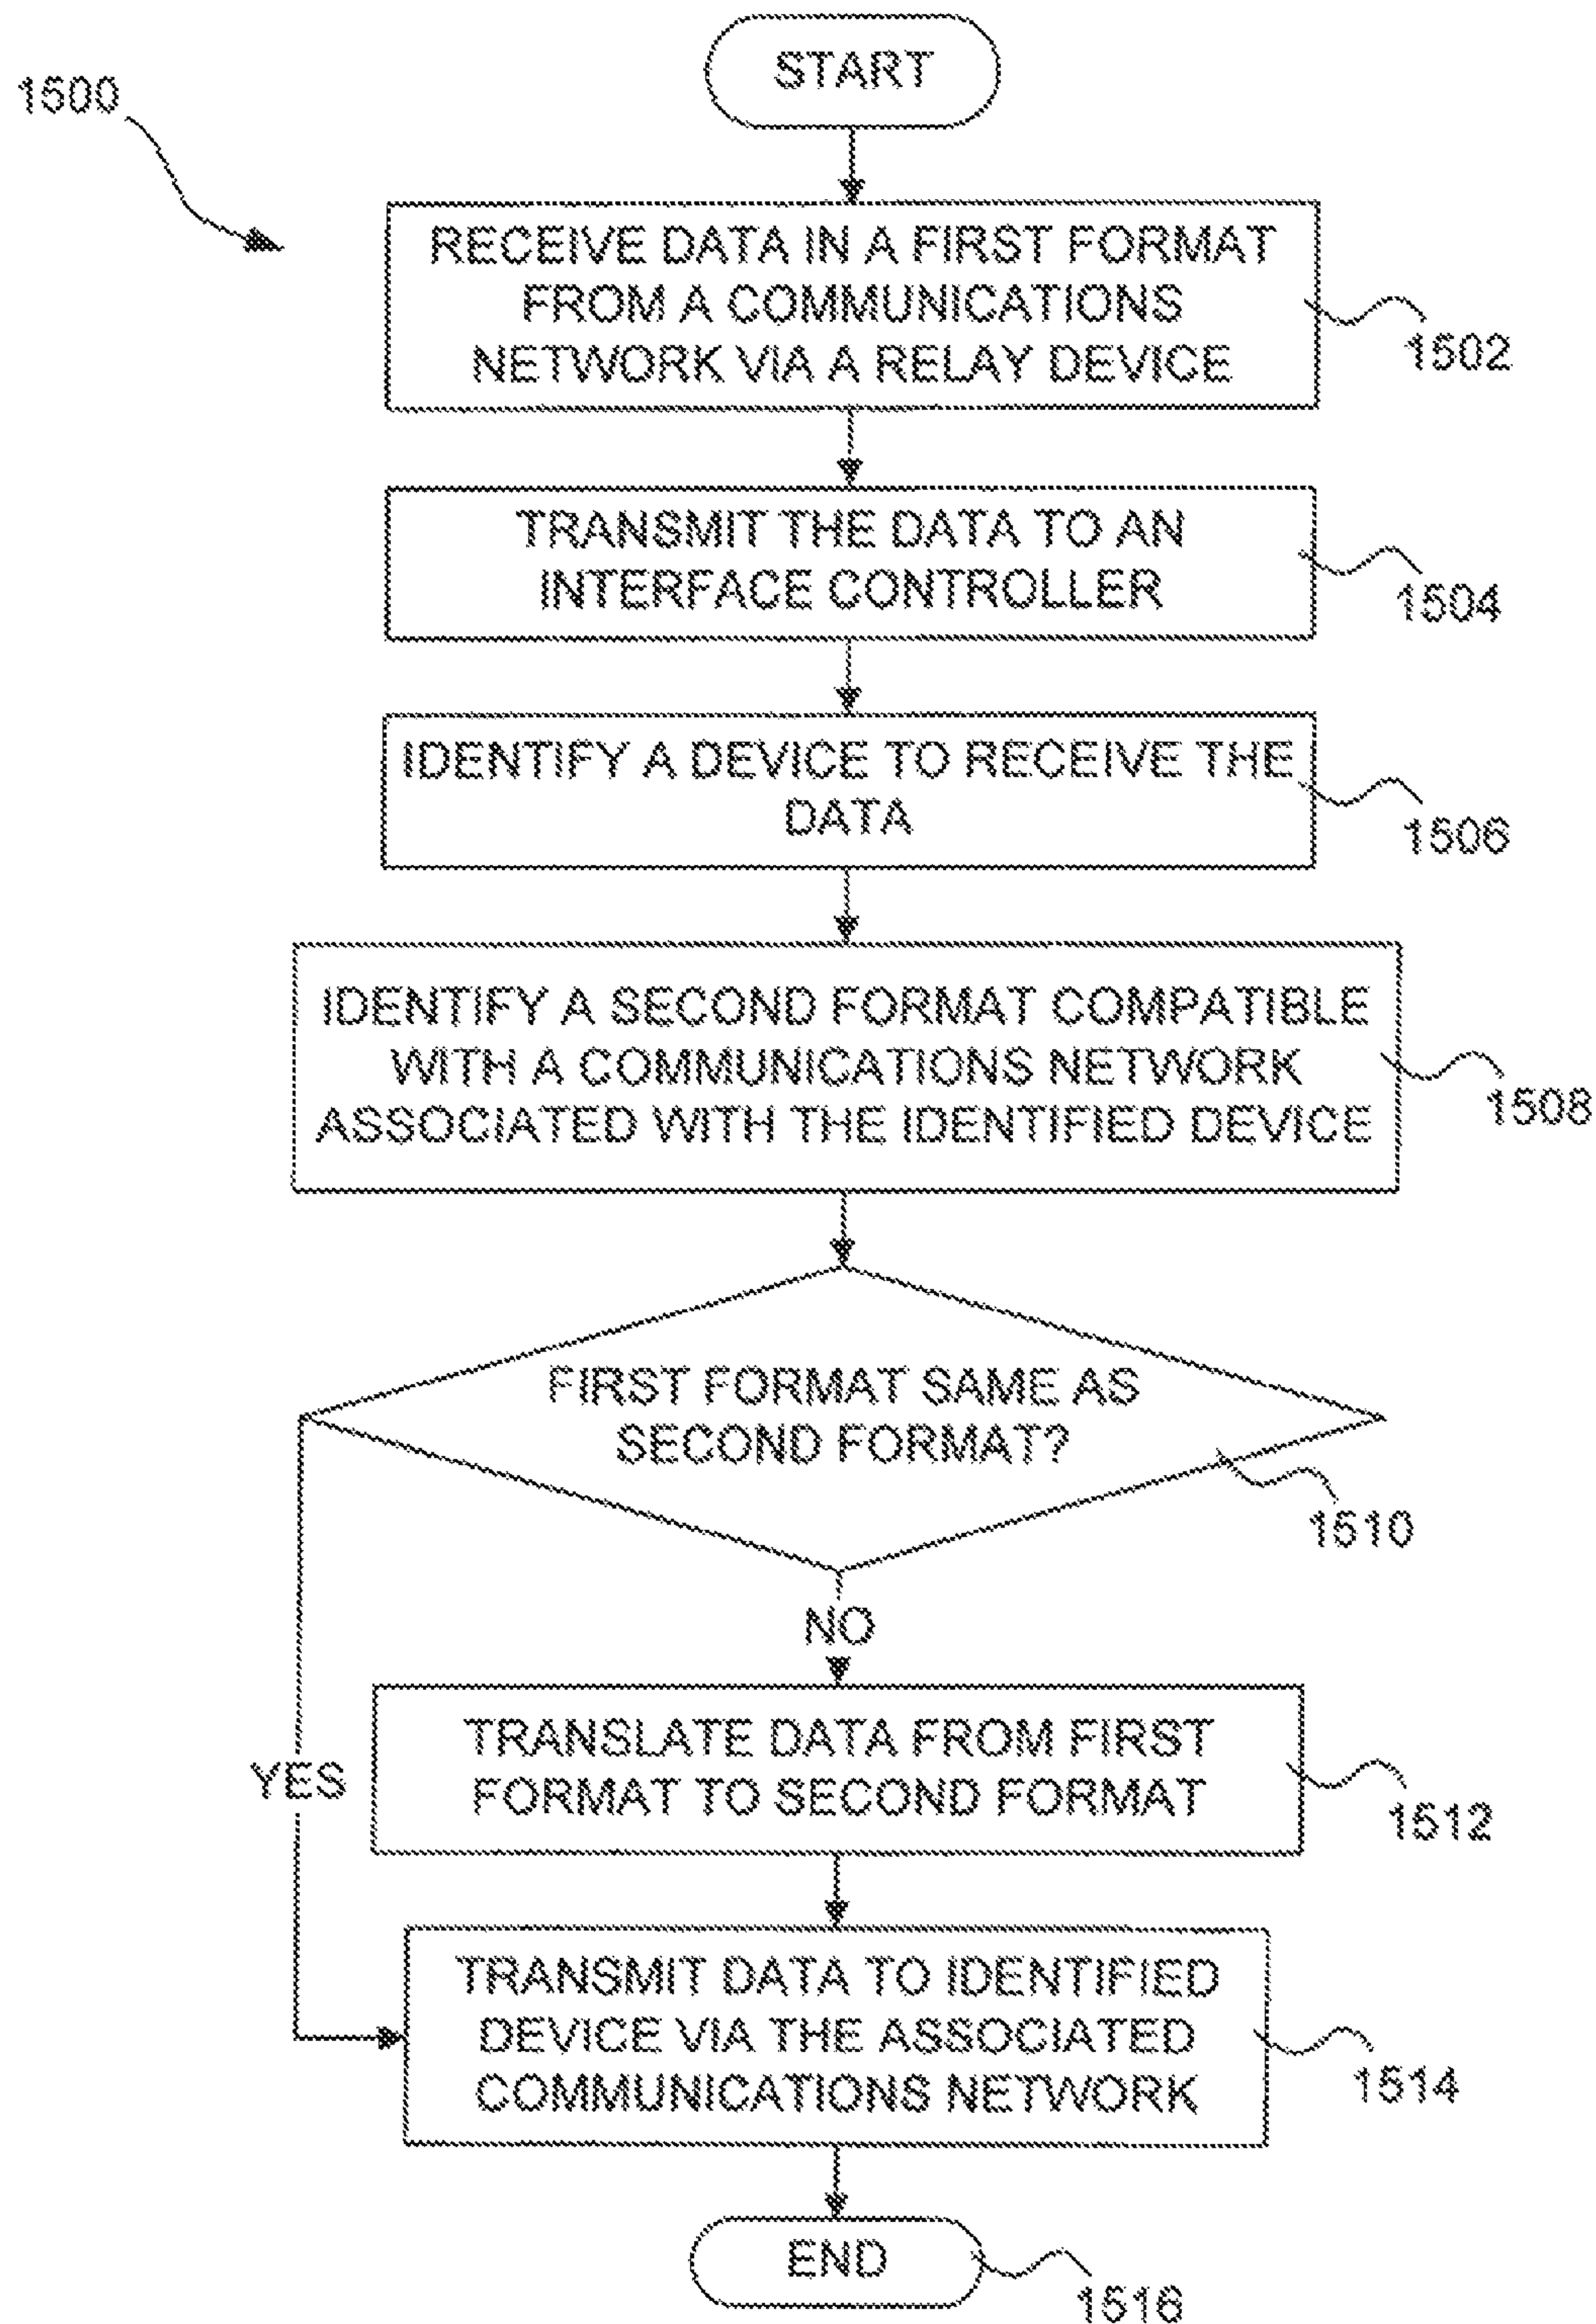 START
1500
RECEIVE DATA IN A FIRST FORMAT
FROM A COMMUNICATIONS
NETWORK VIA A RELAY DEVICE
1502
TRANSMIT THE DATA TO AN
INTERFACE CONTROLLER
1504
IDENTIFY A DEVICE TO RECEIVE THE
DATA
1506
IDENTIFY A SECOND FORMAT COMPATIBLE
WITH A COMMUNICATIONS NETWORK
ASSOCIATED WITH THE IDENTIFIED DEVICE
1508
FIRST FORMAT SAME AS
SECOND FORMAT?
1510
NO
YES
TRANSLATE DATA FROM FIRST
FORMAT TO SECOND FORMAT
1512
TRANSMIT DATA TO IDENTIFIED
DEVICE VIA THE ASSOCIATED
COMMUNICATIONS NETWORK
1514
END
1516